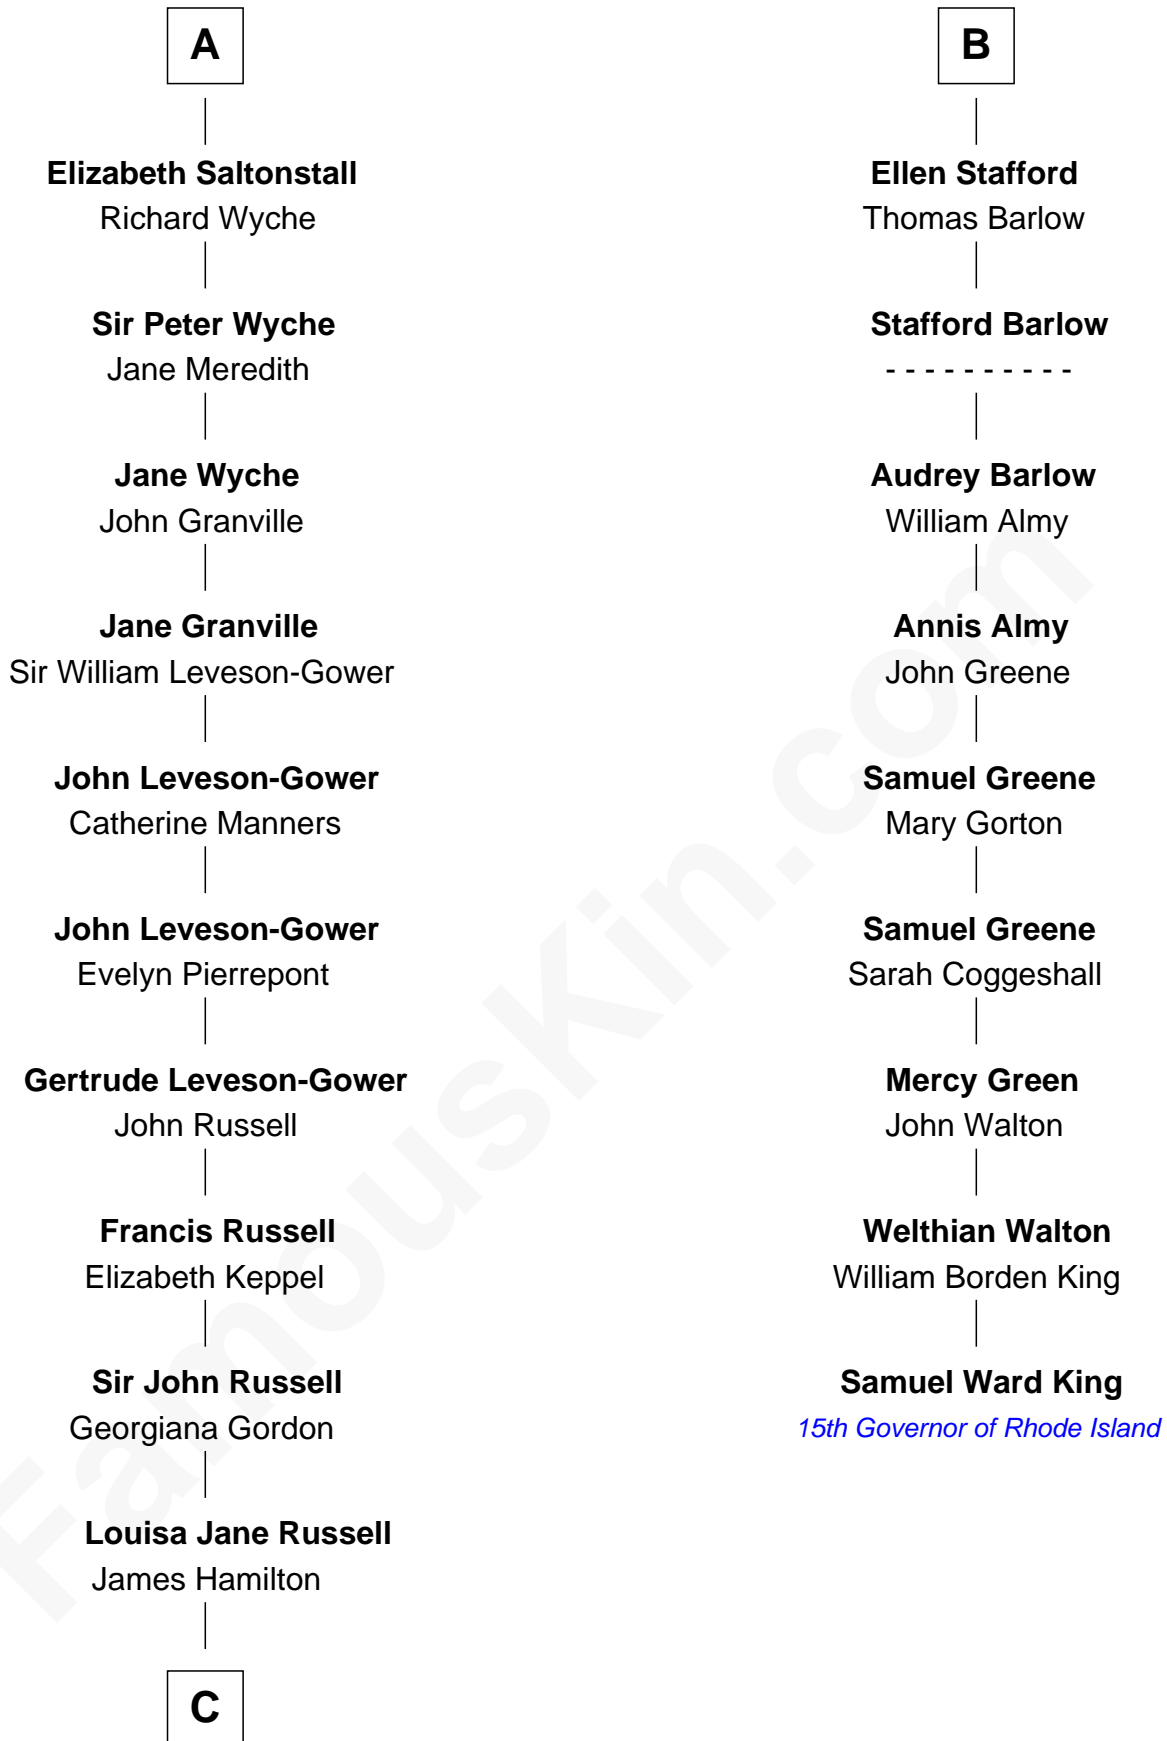 A
Elizabeth Saltonstall
Richard Wyche
Sir Peter Wyche
Jane Meredith
Jane Wyche
John Granville
Jane Granville
Sir William Leveson-Gower
John Leveson-Gower
Catherine Manners
John Leveson-Gower
Evelyn Pierrepont
Gertrude Leveson-Gower
John Russell
Francis Russell
Elizabeth Keppel
Sir John Russell
Georgiana Gordon
Louisa Jane Russell
James Hamilton
C
B
Ellen Stafford
Thomas Barlow
Stafford Barlow
- - - - - - - - - -
Audrey Barlow
William Almy
Annis Almy
John Greene
Samuel Greene
Mary Gorton
Samuel Greene
Sarah Coggeshall
Mercy Green
John Walton
Welthian Walton
William Borden King
Samuel Ward King
15th Governor of Rhode Island
FamousKin.com